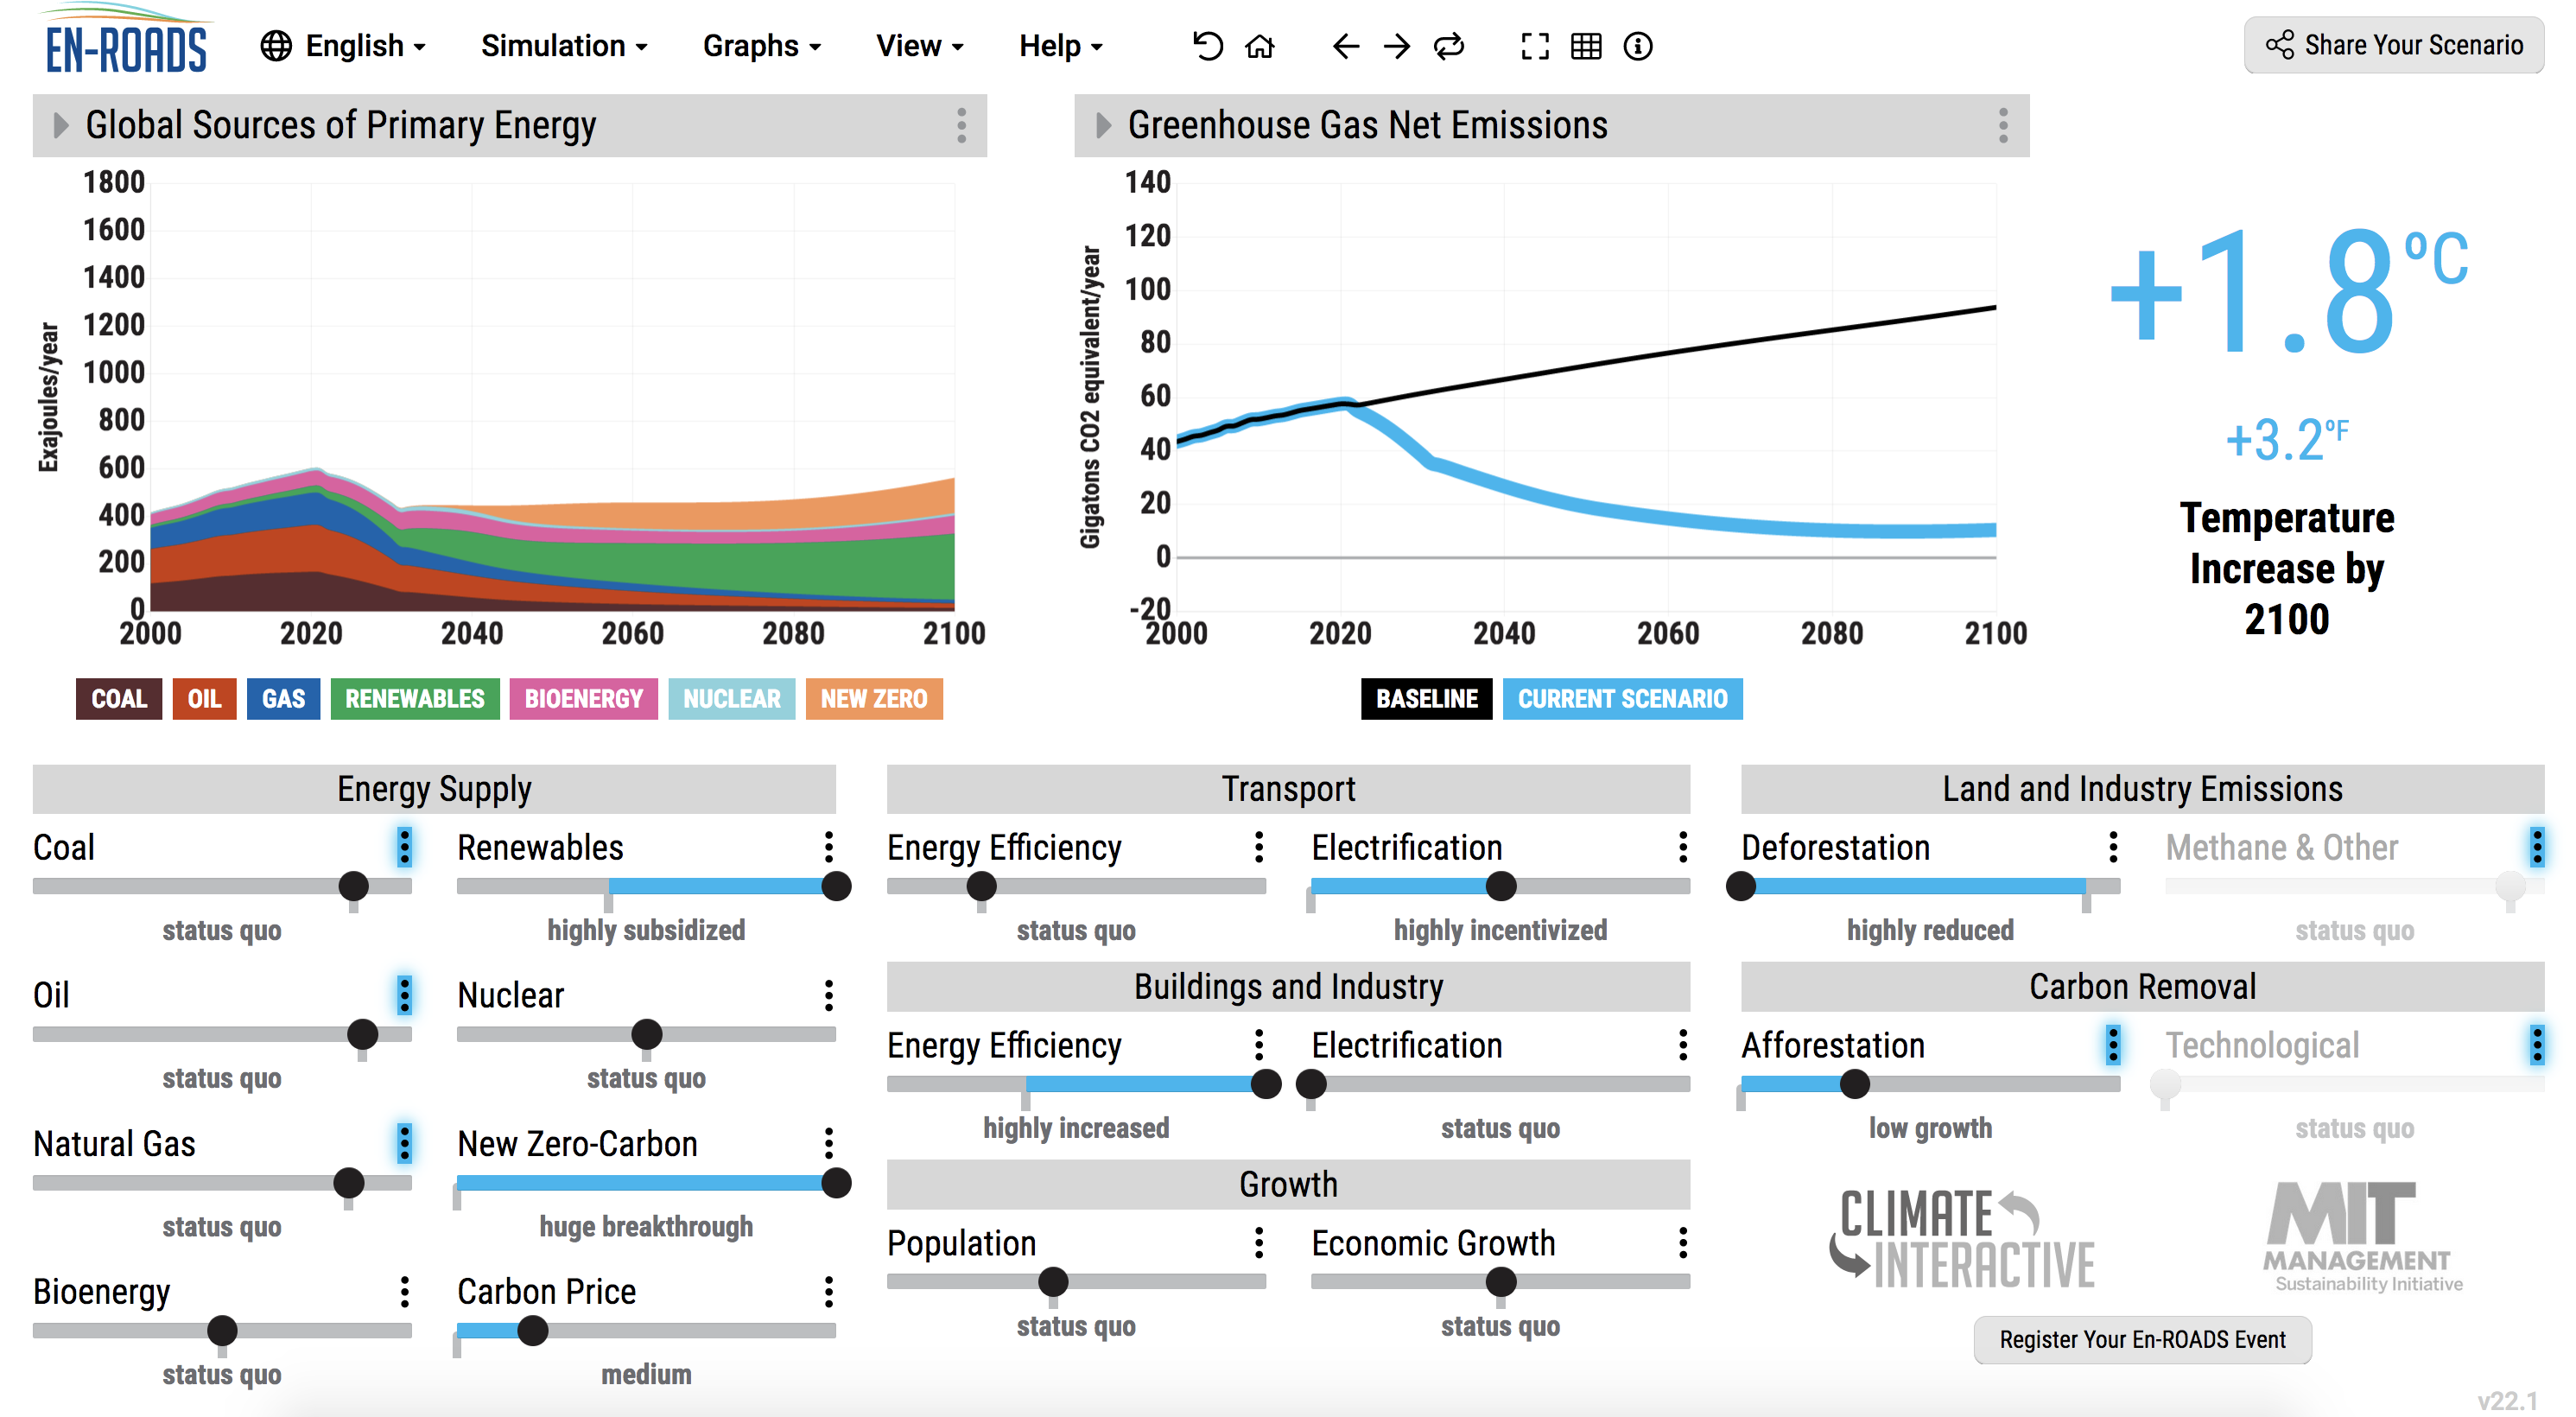 EN-ROADS English Simulation Graphs View Help Share Your Scenario
Global Sources of Primary Energy
Exajoules/year
1800
1600
1400
1200
1000
800
600
400
200
0
2000 2020 2040 2060 2080 2100
COAL OIL GAS RENEWABLES BIOENERGY NUCLEAR NEW ZERO
Greenhouse Gas Net Emissions
Gigatons CO2 equivalent/year
140
120
100
80
60
40
20
0
-20
2000 2020 2040 2060 2080 2100
BASELINE CURRENT SCENARIO
+1.8°C
+3.2°F
Temperature
Increase by
2100
Energy Supply
Coal
status quo
Renewables
highly subsidized
Oil
status quo
Nuclear
status quo
Natural Gas
status quo
New Zero-Carbon
huge breakthrough
Bioenergy
status quo
Carbon Price
medium
Transport
Energy Efficiency
status quo
Electrification
highly incentivized
Buildings and Industry
Energy Efficiency
highly increased
Electrification
status quo
Growth
Population
status quo
Economic Growth
status quo
Land and Industry Emissions
Deforestation
highly reduced
Methane & Other
status quo
Carbon Removal
Afforestation
low growth
Technological
status quo
CLIMATE
INTERACTIVE
MIT
MANAGEMENT
Sustainability Initiative
Register Your En-ROADS Event
v22.1